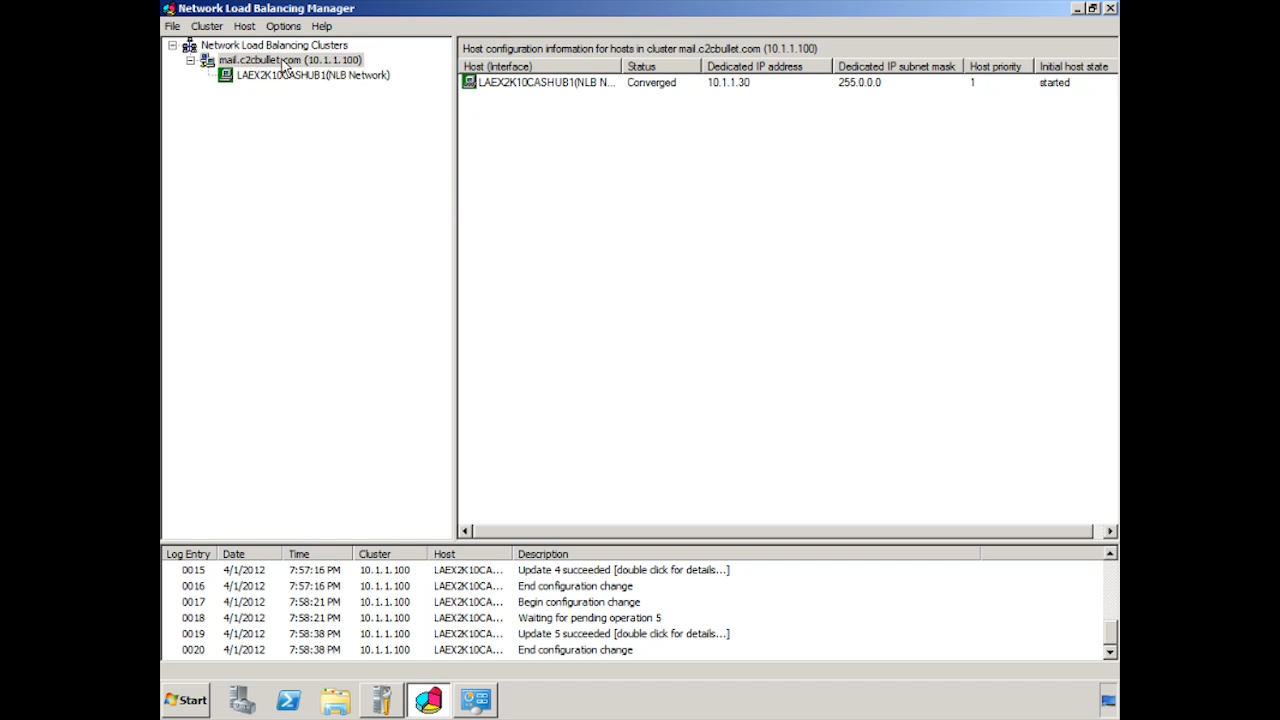 Network Load Balancing Manager
File Cluster Host Options Help
Network Load Balancing Clusters
mail.c2cbullet.com (10.1.1.100)
LAEX2K10CASHUB1(NLB Network)
Host configuration information for hosts in cluster mail.c2cbullet.com (10.1.1.100)
Host (Interface) Status Dedicated IP address Dedicated IP subnet mask Host priority Initial host state
LAEX2K10CASHUB1(NLB N... Converged 10.1.1.30 255.0.0.0 1 started
Log Entry Date Time Cluster Host Description
0015 4/1/2012 7:57:16 PM 10.1.1.100 LAEX2K10CA... Update 4 succeeded [double click for details...]
0016 4/1/2012 7:57:16 PM 10.1.1.100 LAEX2K10CA... End configuration change
0017 4/1/2012 7:58:21 PM 10.1.1.100 LAEX2K10CA... Begin configuration change
0018 4/1/2012 7:58:21 PM 10.1.1.100 LAEX2K10CA... Waiting for pending operation 5
0019 4/1/2012 7:58:38 PM 10.1.1.100 LAEX2K10CA... Update 5 succeeded [double click for details...]
0020 4/1/2012 7:58:38 PM 10.1.1.100 LAEX2K10CA... End configuration change
Start